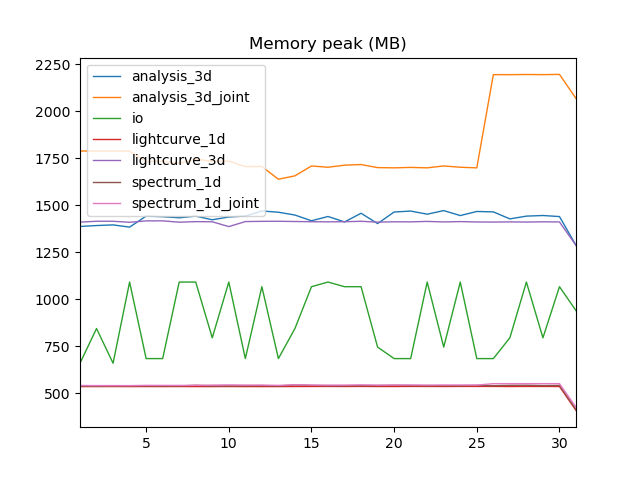 Memory peak (MB)
2250
2000
1750
1500
1250
1000
750
500
analysis_3d
analysis_3d_joint
io
lightcurve_1d
lightcurve_3d
spectrum_1d
spectrum_1d_joint
5 10 15 20 25 30